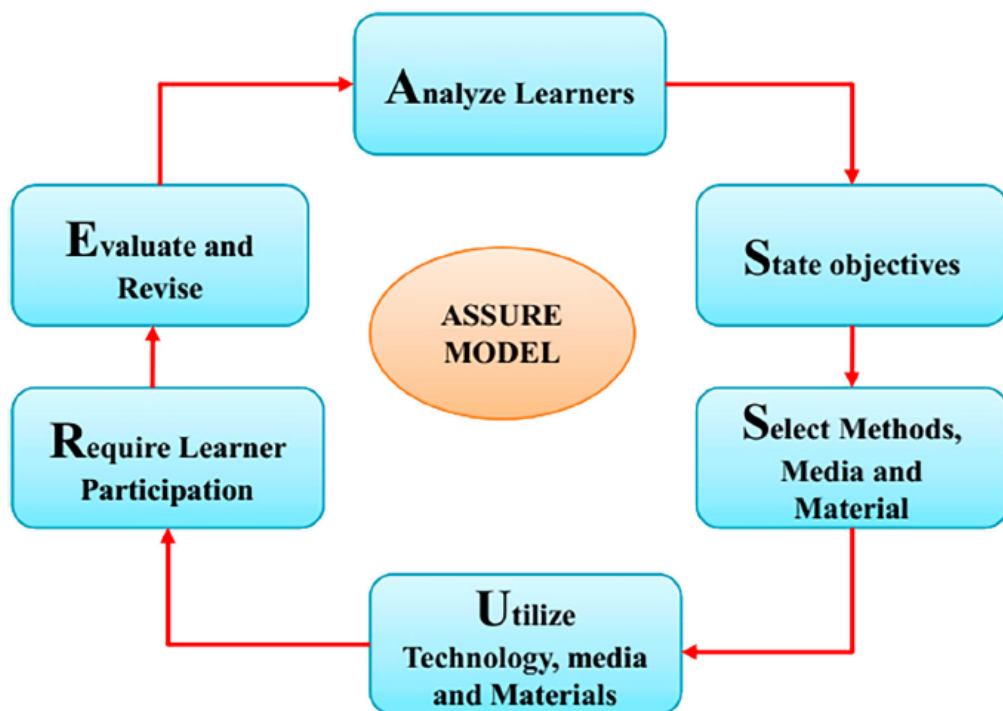 Analyze Learners
State objectives
Select Methods,
Media and
Material
Utilize
Technology, media
and Materials
Require Learner
Participation
Evaluate and
Revise
ASSURE
MODEL